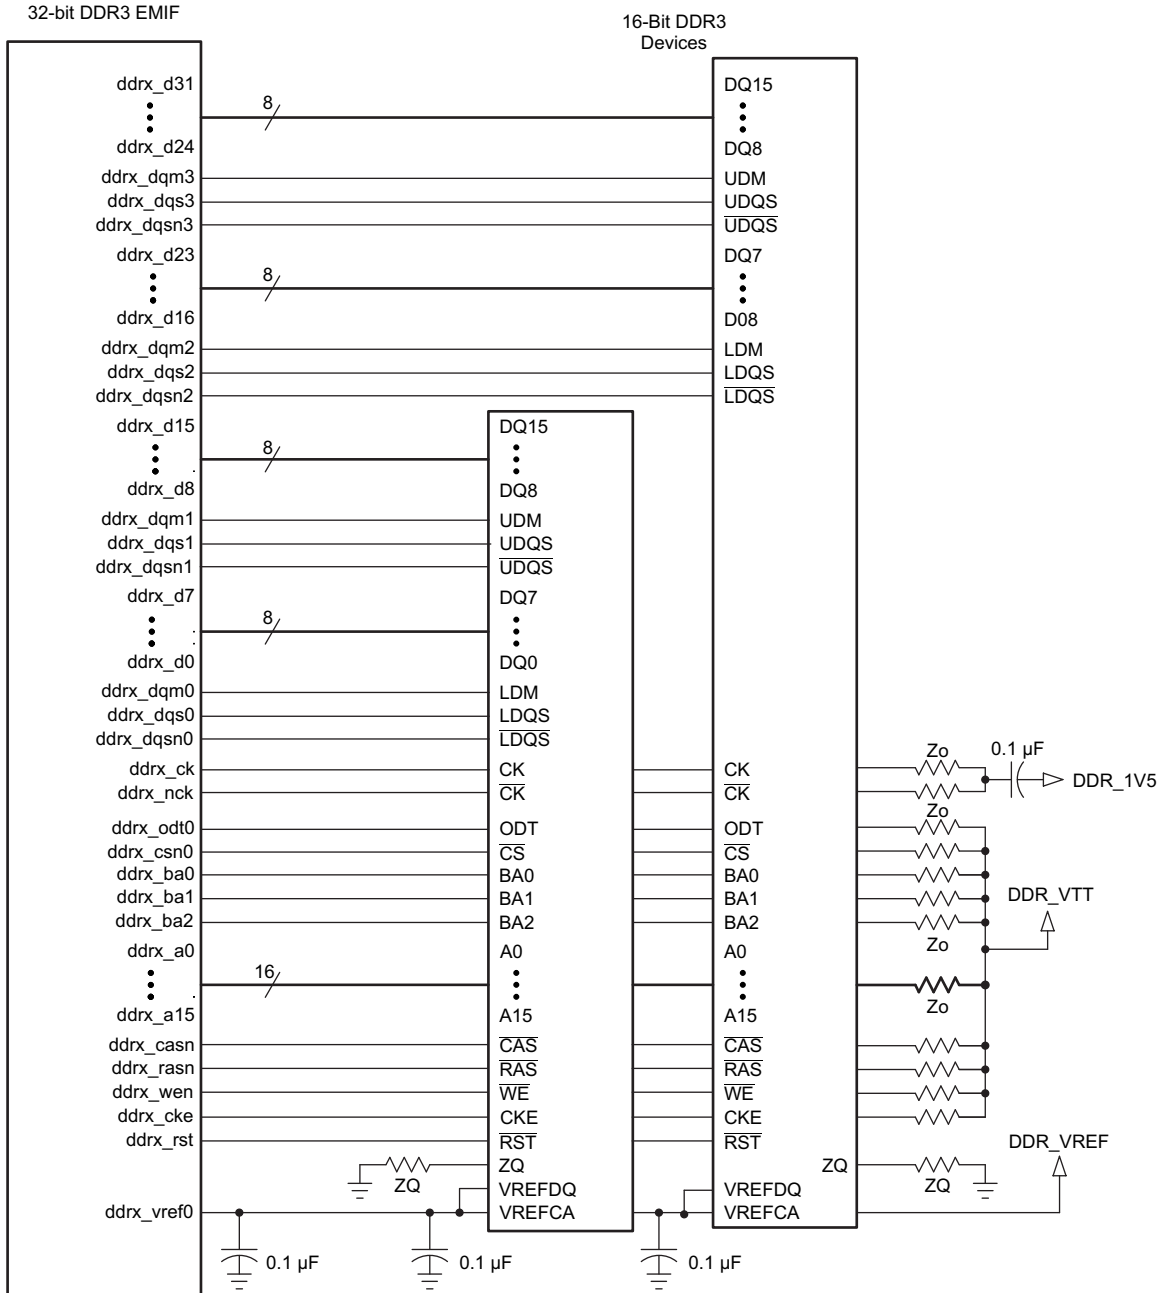 32-bit DDR3 EMIF
16-Bit DDR3
Devices
ddrx_d31
8
DQ15
ddrx_d24
DQ8
ddrx_dqm3
UDM
ddrx_dqs3
UDQS
ddrx_dqsn3
UDQS
ddrx_d23
8
DQ7
ddrx_d16
D08
ddrx_dqm2
LDM
ddrx_dqs2
LDQS
ddrx_dqsn2
LDQS
ddrx_d15
8
DQ15
ddrx_d8
DQ8
ddrx_dqm1
UDM
ddrx_dqs1
UDQS
ddrx_dqsn1
UDQS
ddrx_d7
8
DQ7
ddrx_d0
DQ0
ddrx_dqm0
LDM
ddrx_dqs0
LDQS
ddrx_dqsn0
LDQS
Zo
0.1 µF
ddrx_ck
CK
CK
DDR_1V5
ddrx_nck
CK
CK
Zo
ddrx_odt0
ODT
ODT
ddrx_csn0
CS
CS
ddrx_ba0
BA0
BA0
ddrx_ba1
BA1
BA1
DDR_VTT
ddrx_ba2
BA2
BA2
Zo
ddrx_a0
A0
A0
16
Zo
ddrx_a15
A15
A15
ddrx_casn
CAS
CAS
ddrx_rasn
RAS
RAS
ddrx_wen
WE
WE
ddrx_cke
CKE
CKE
ddrx_rst
RST
RST
DDR_VREF
ZQ
ZQ
ZQ
ZQ
VREFDQ
VREFDQ
ddrx_vref0
VREFCA
VREFCA
0.1 µF
0.1 µF
0.1 µF